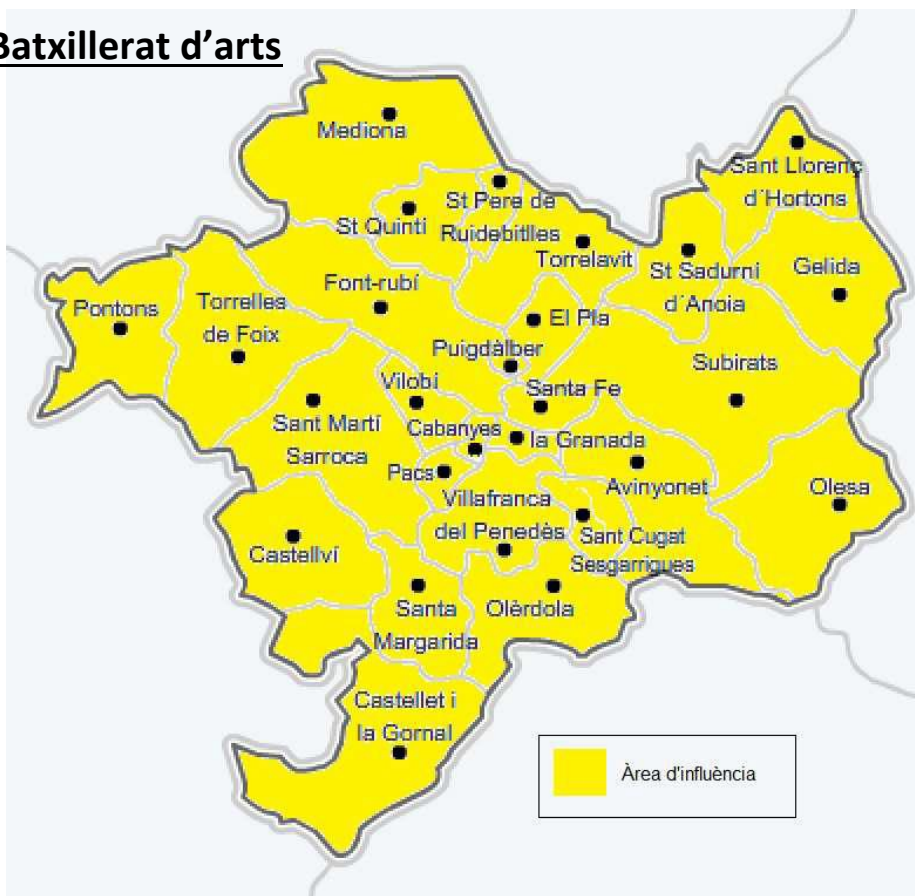 Batxillerat d’arts
Mediona
Sant Llorenç
d´Hortons
St Pere de
Ruidebitlles
St Quintí
Torrelavit
St Sadurní
d´Anoia
Gelida
Font-rubí
Pontons
Torrelles
de Foix
El Pla
Puigdàlber
Subirats
Vilobí
Santa Fe
Sant Martí
Sarroca
Cabanyes
la Granada
Pacs
Avinyonet
Olesa
Villafranca
del Penedès
Sant Cugat
Sesgarrigues
Castellví
Santa
Margarida
Olèrdola
Castellet i
la Gornal
Àrea d'influència